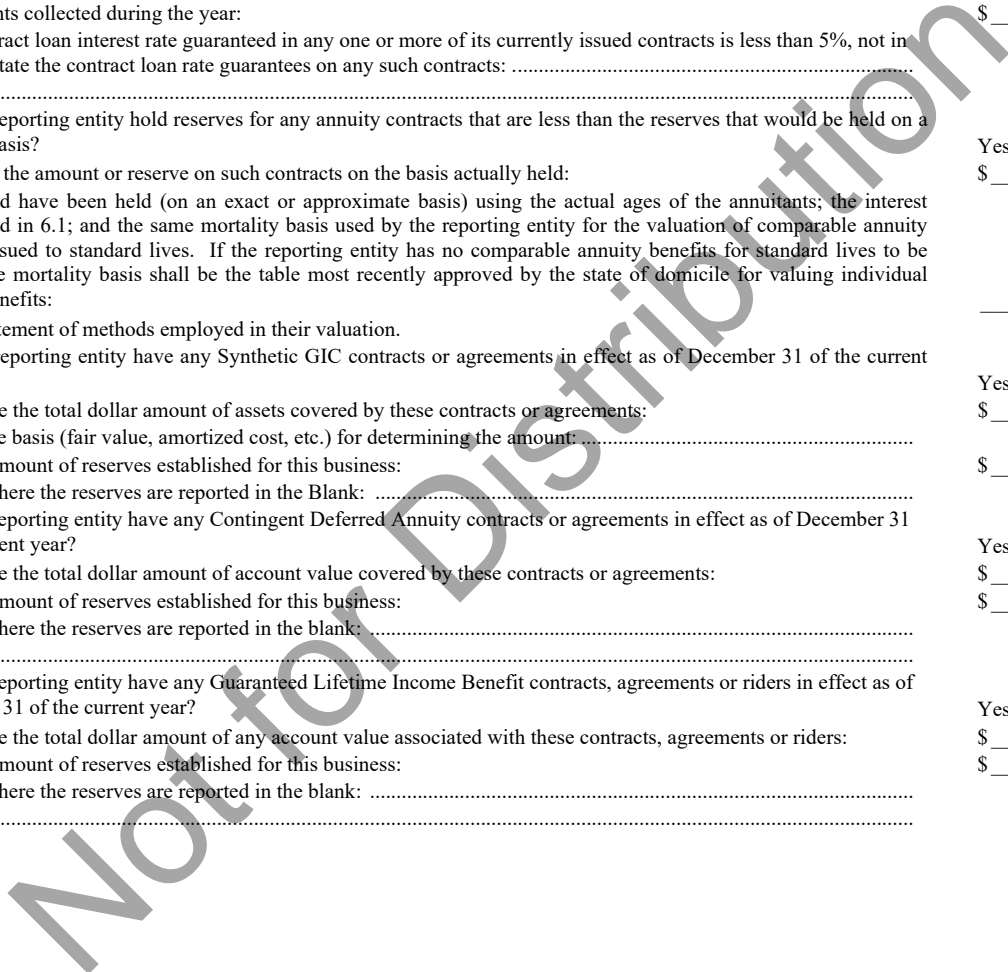 nts collected during the year: $
ract loan interest rate guaranteed in any one or more of its currently issued contracts is less than 5%, not in
tate the contract loan rate guarantees on any such contracts: ................................................................................
................................................................................
eporting entity hold reserves for any annuity contracts that are less than the reserves that would be held on a
asis? Yes
the amount or reserve on such contracts on the basis actually held: $
d have been held (on an exact or approximate basis) using the actual ages of the annuitants; the interest
d in 6.1; and the same mortality basis used by the reporting entity for the valuation of comparable annuity
ssued to standard lives. If the reporting entity has no comparable annuity benefits for standard lives to be
e mortality basis shall be the table most recently approved by the state of domicile for valuing individual
nefits:
tement of methods employed in their valuation.
reporting entity have any Synthetic GIC contracts or agreements in effect as of December 31 of the current
Yes
e the total dollar amount of assets covered by these contracts or agreements: $
e basis (fair value, amortized cost, etc.) for determining the amount: ................................................................................
mount of reserves established for this business: $
here the reserves are reported in the Blank: ................................................................................
eporting entity have any Contingent Deferred Annuity contracts or agreements in effect as of December 31
ent year? Yes
e the total dollar amount of account value covered by these contracts or agreements: $
mount of reserves established for this business: $
here the reserves are reported in the blank: ................................................................................
................................................................................
eporting entity have any Guaranteed Lifetime Income Benefit contracts, agreements or riders in effect as of
31 of the current year? Yes
e the total dollar amount of any account value associated with these contracts, agreements or riders: $
mount of reserves established for this business: $
here the reserves are reported in the blank: ................................................................................
................................................................................
Not for Distribution